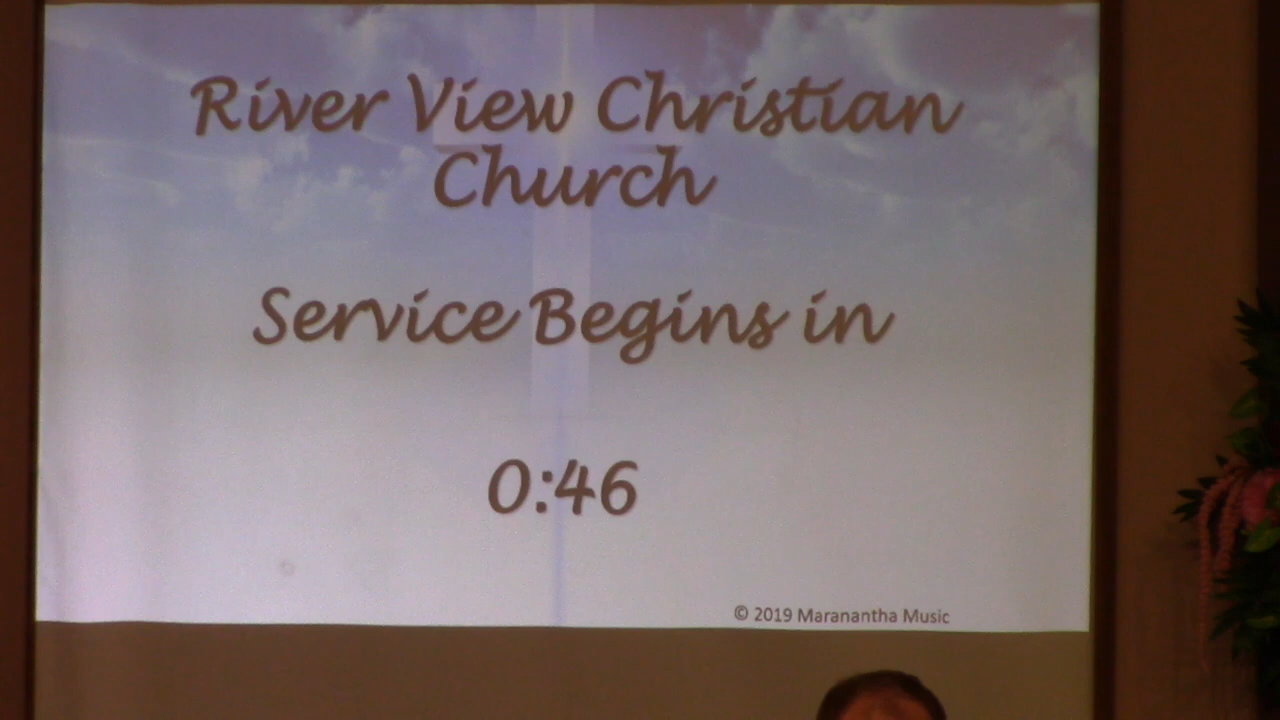 River View Christian
Church
Service Begins in
0:46
© 2019 Maranantha Music